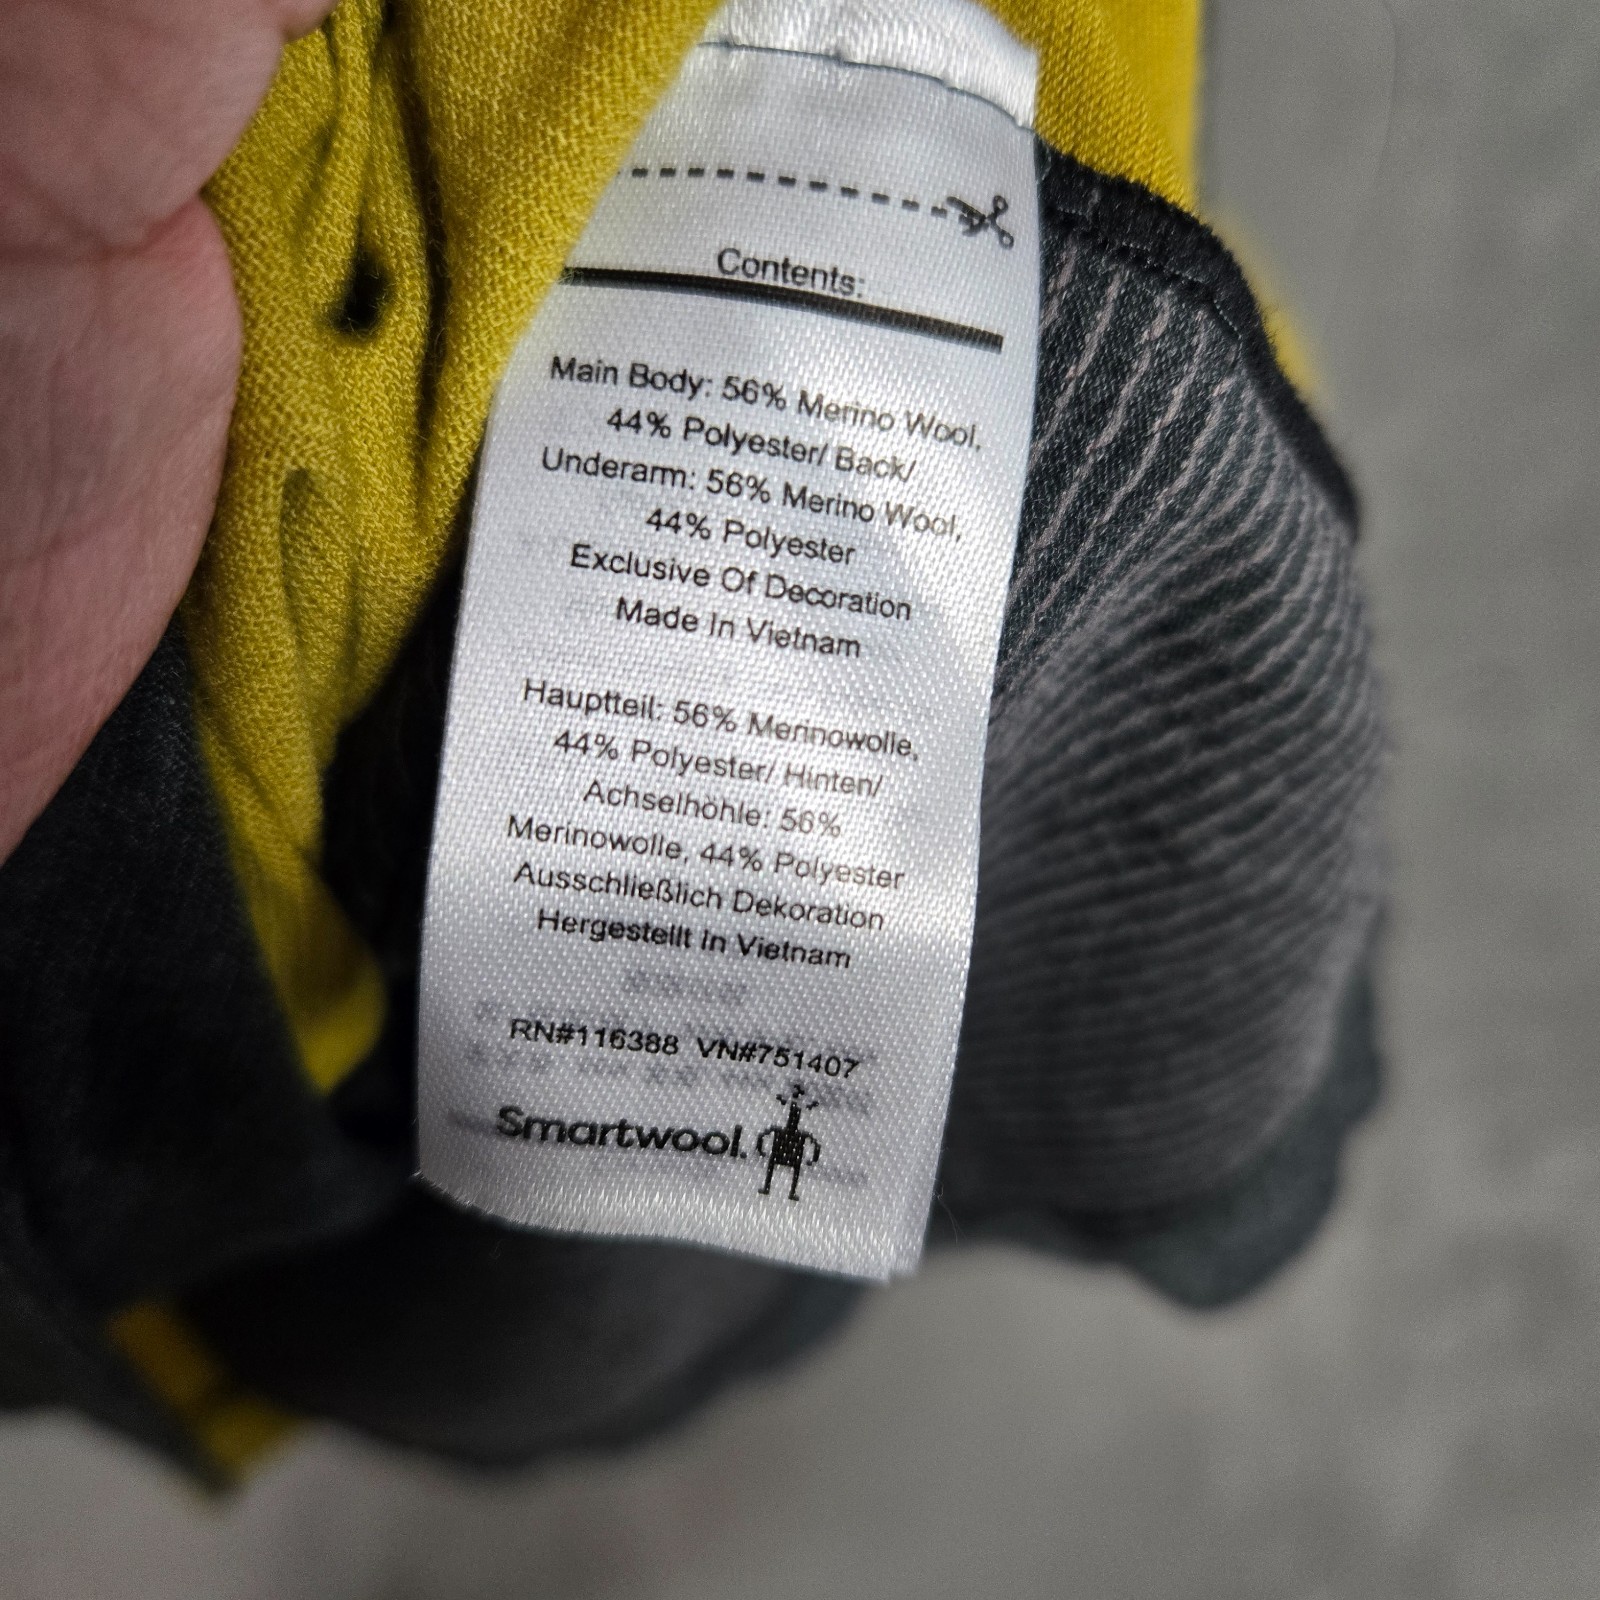 Contents:
Main Body: 56% Merino Wool,
44% Polyester/ Back/
Underarm: 56% Merino Wool,
44% Polyester
Exclusive Of Decoration
Made In Vietnam
Hauptteil: 56% Merinowolle,
44% Polyester/ Hinten/
Achselhöhle: 56%
Merinowolle, 44% Polyester
Ausschließlich Dekoration
Hergestellt in Vietnam
RN#116388 VN#751407
Smartwool.